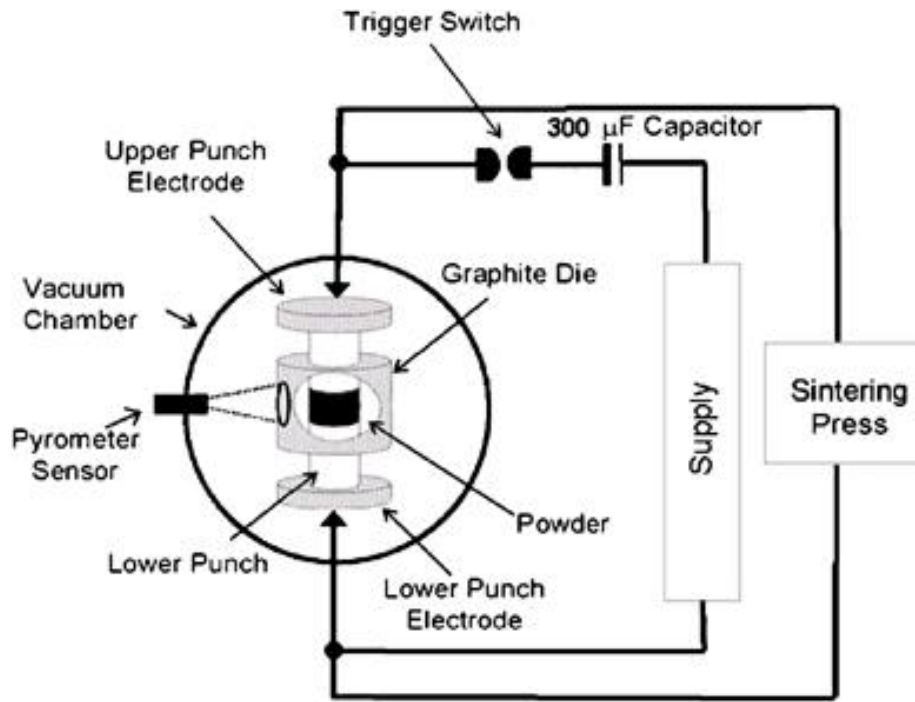 Trigger Switch
300 μF Capacitor
Upper Punch
Electrode
Graphite Die
Vacuum
Chamber
Supply
Sintering
Press
Pyrometer
Sensor
Powder
Lower Punch
Lower Punch
Electrode